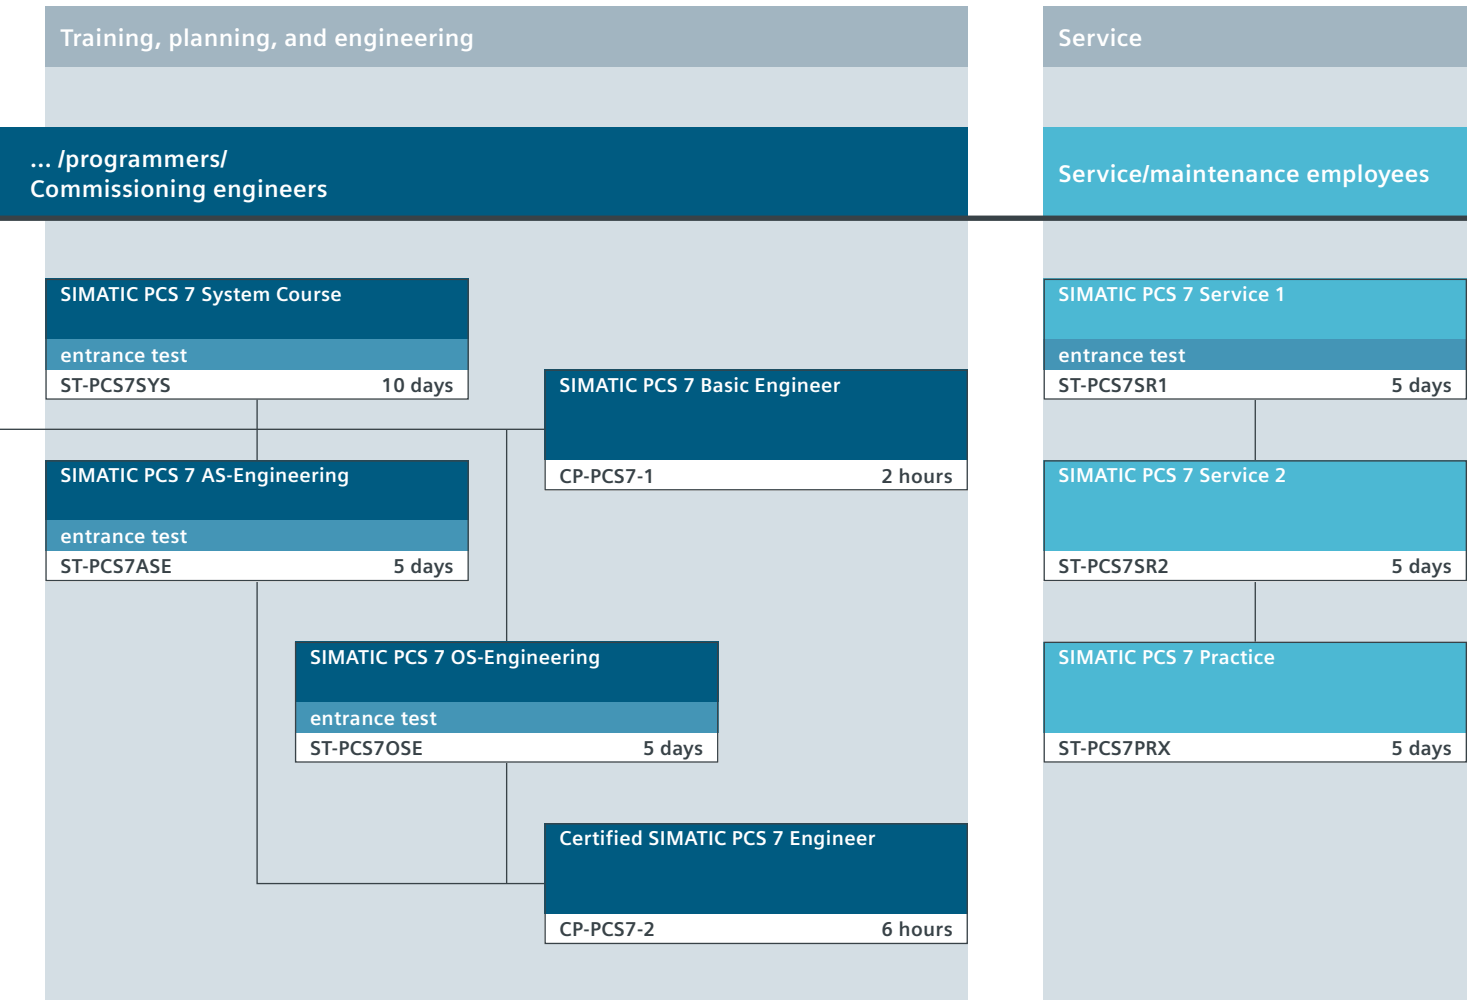 Training, planning, and engineering
... /programmers/
Commissioning engineers
SIMATIC PCS 7 System Course
entrance test
ST-PCS7SYS 10 days
SIMATIC PCS 7 Basic Engineer
CP-PCS7-1 2 hours
SIMATIC PCS 7 AS-Engineering
entrance test
ST-PCS7ASE 5 days
SIMATIC PCS 7 OS-Engineering
entrance test
ST-PCS7OSE 5 days
Certified SIMATIC PCS 7 Engineer
CP-PCS7-2 6 hours
Service
Service/maintenance employees
SIMATIC PCS 7 Service 1
entrance test
ST-PCS7SR1 5 days
SIMATIC PCS 7 Service 2
ST-PCS7SR2 5 days
SIMATIC PCS 7 Practice
ST-PCS7PRX 5 days